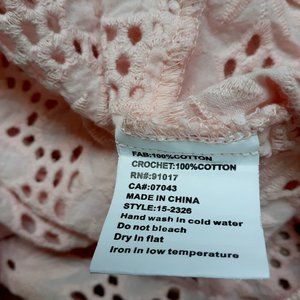 FAB:100%COTTON
CROCHET:100%COTTON
RN#:91017
CA#:07043
MADE IN CHINA
STYLE:15-2326
Hand wash in cold water
Do not bleach
Dry in flat
Iron in low temperature